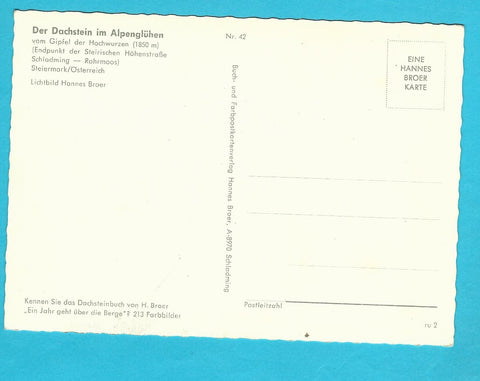 Der Dachstein im Alpenglühen
vom Gipfel der Hochwurzen (1850 m)
(Endpunkt der Steirischen Höhenstraße
Schladming — Rohrmoos)
Steiermark/Österreich
Lichtbild Hannes Broer
Nr. 42
EINE
HANNES
BROER
KARTE
Buch- und Farbpostkartenverlag Hannes Broer, A-8970 Schladming
Kennen Sie das Dachsteinbuch von H. Broer
„Ein Jahr geht über die Berge"? 213 Farbbilder
Postleitzahl
ru 2